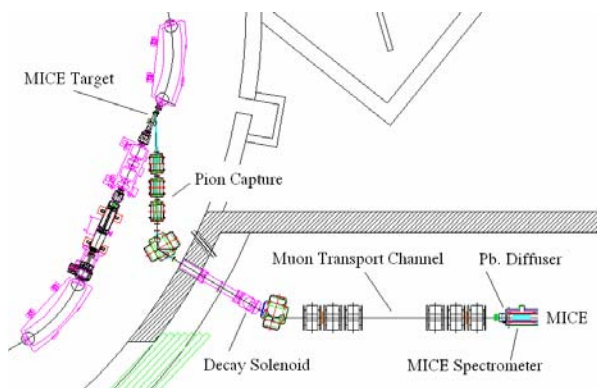 MICE Target
Pion Capture
Muon Transport Channel
Pb. Diffuser
MICE
Decay Solenoid
MICE Spectrometer